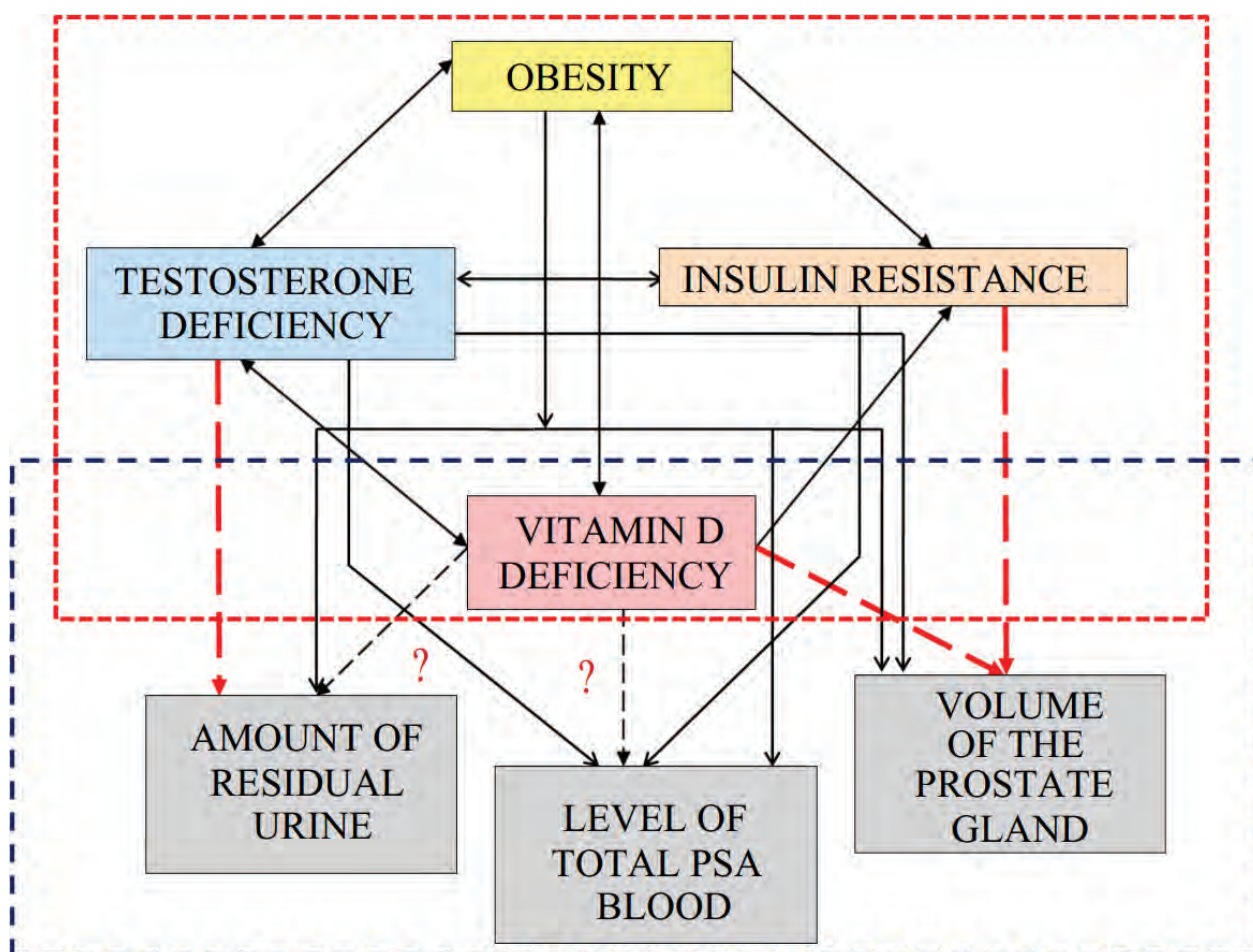 OBESITY
TESTOSTERONE
DEFICIENCY
INSULIN RESISTANCE
VITAMIN D
DEFICIENCY
?
?
AMOUNT OF
RESIDUAL
URINE
LEVEL OF
TOTAL PSA
BLOOD
VOLUME
OF THE
PROSTATE
GLAND